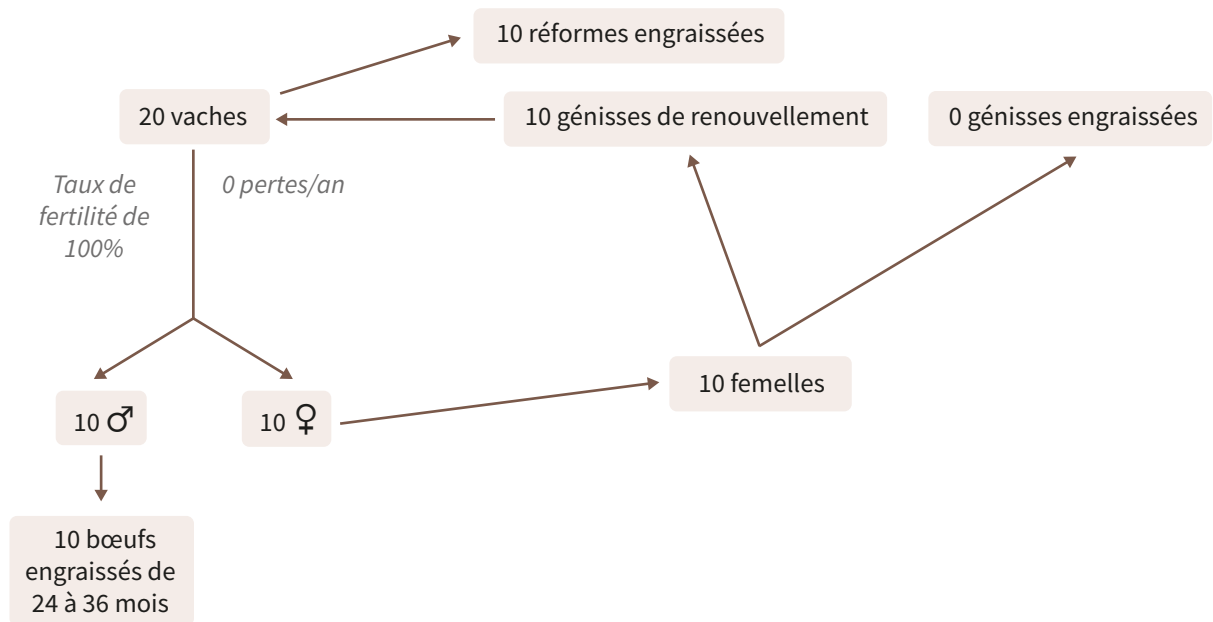 10 réformes engraissées
20 vaches
10 génisses de renouvellement
0 génisses engraissées
Taux de
fertilité de
100%
0 pertes/an
10 femelles
10 ♂
10 ♀
10 bœufs
engraissés de
24 à 36 mois